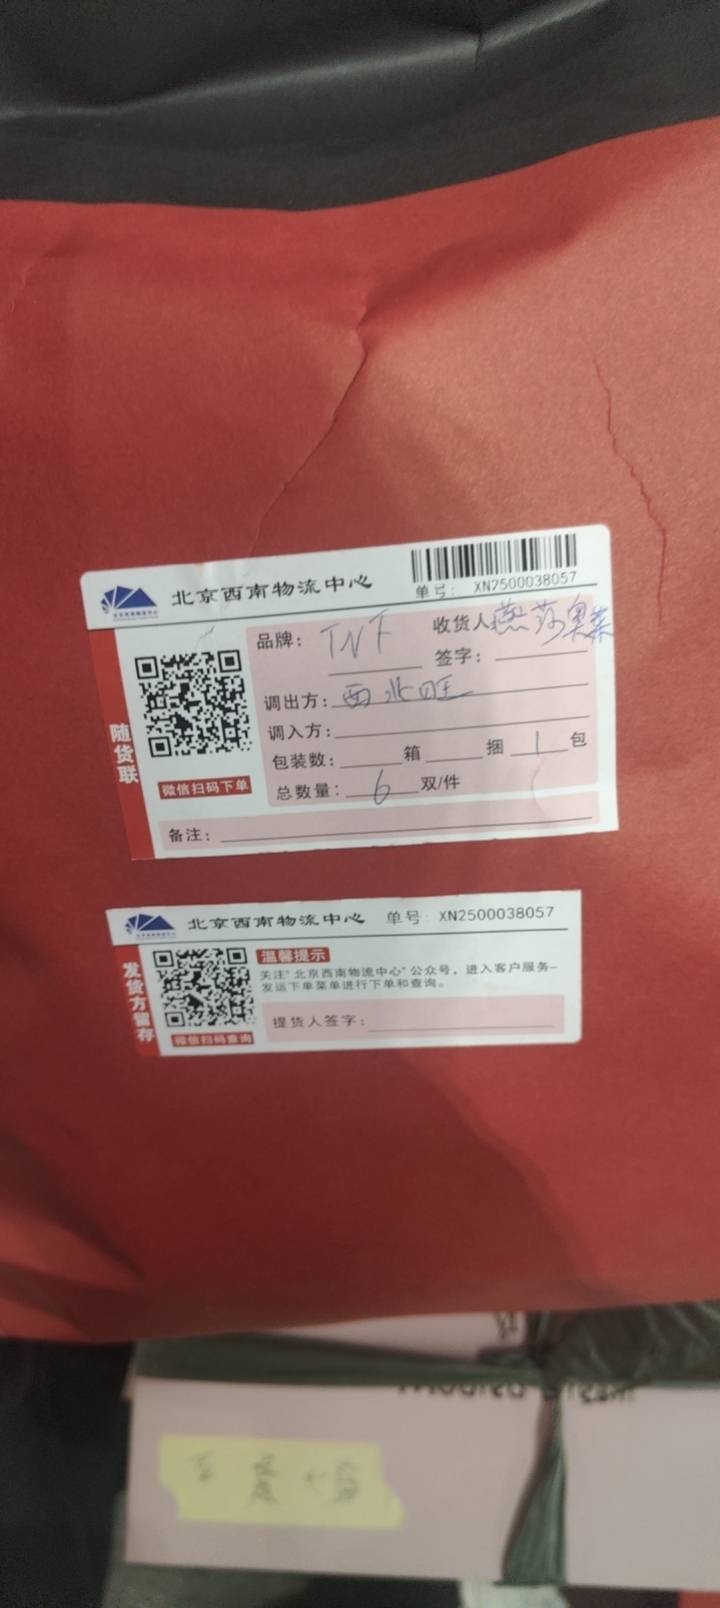 北京西南物流中心
单号: XN2500038057
品牌: TNF 收货人燕莎奥莱
签字:
调出方: 西北旺
调入方:
包装数: 箱 捆 1 包
总数量: 6 双/件
备注:
随货联
微信扫码下单
北京西南物流中心 单号 XN2500038057
温馨提示
关注"北京西南物流中心"公众号，进入客户服务-
发运下单菜单进行下单和查询。
提货人签字:
发货方留存
微信扫码查询